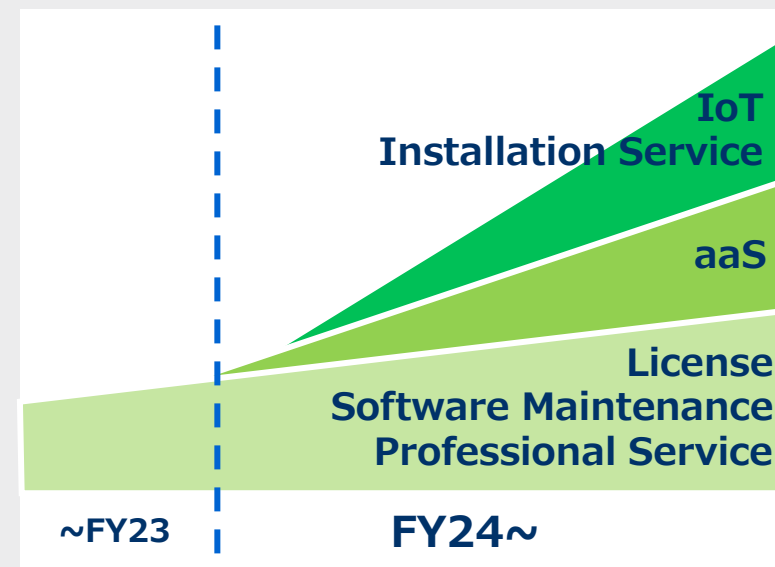 IoT
Installation Service
aaS
License
Software Maintenance
Professional Service
~FY23
FY24~